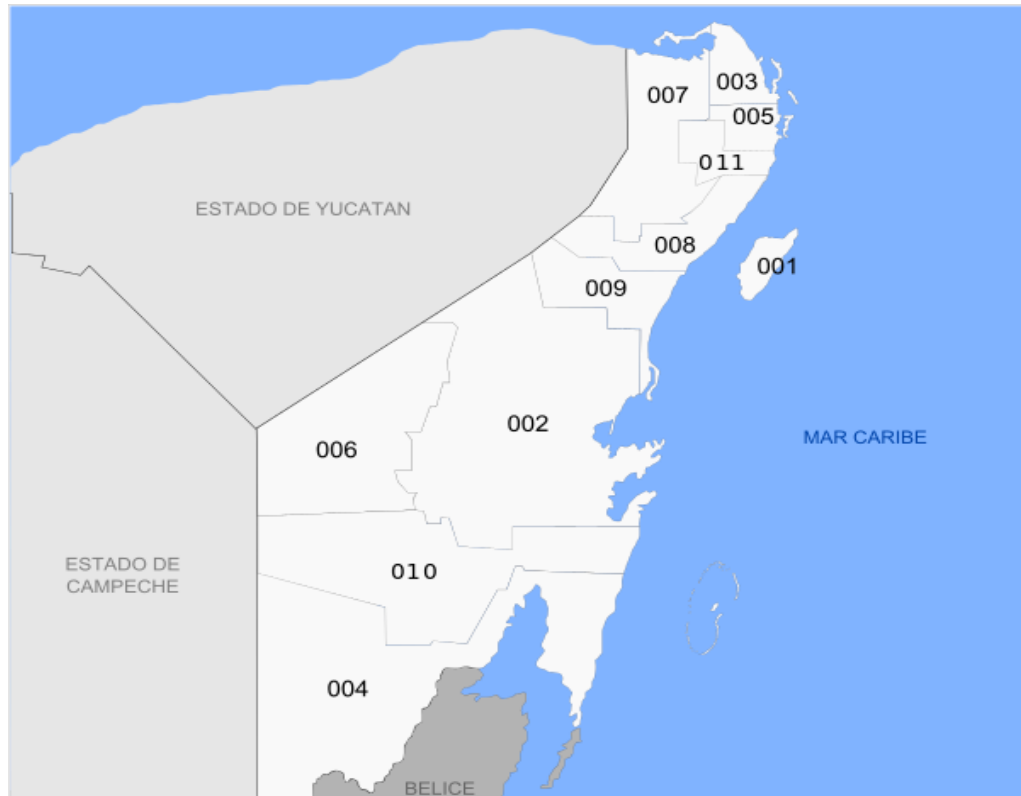 003
007
005
011
ESTADO DE YUCATAN
008
001
009
002
MAR CARIBE
006
ESTADO DE
CAMPECHE
010
004
BELICE